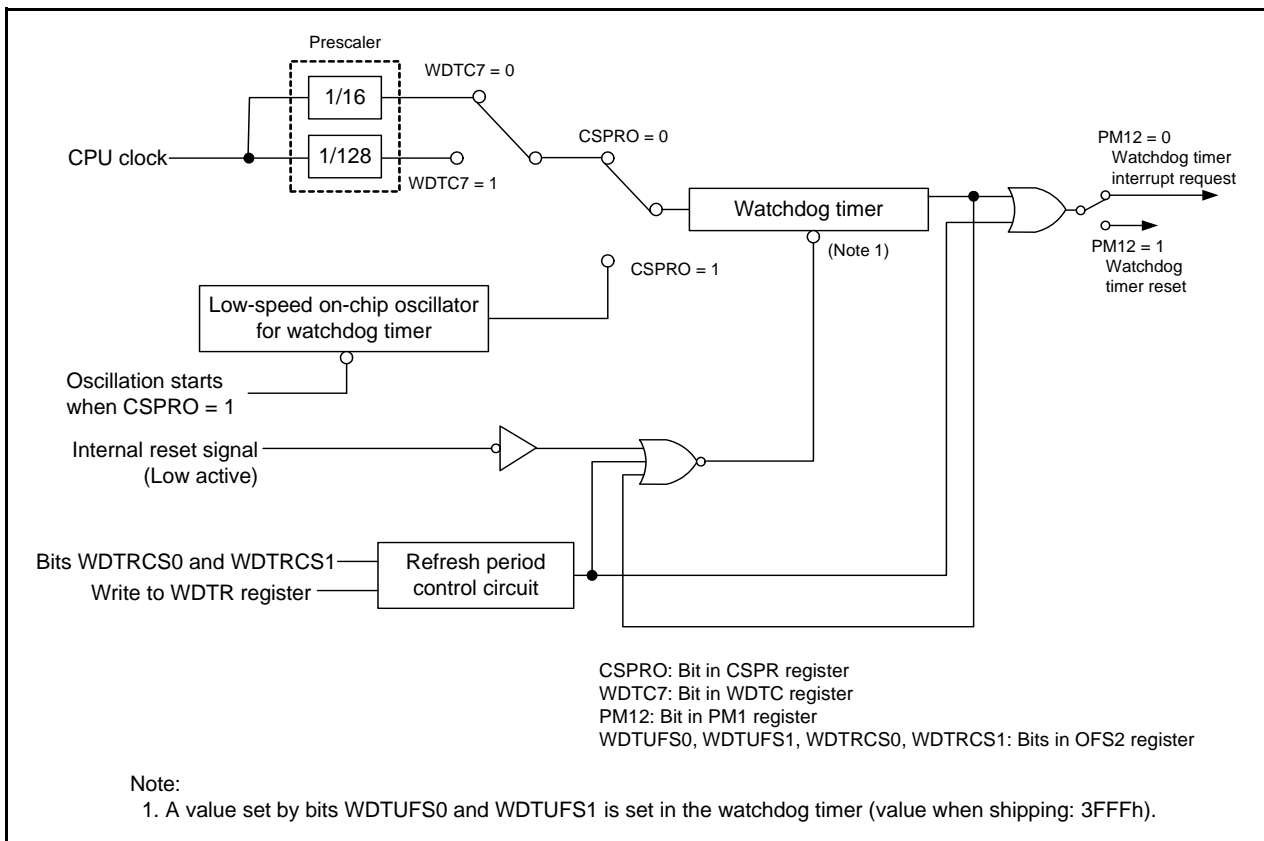 Prescaler
1/16
WDTC7 = 0
CPU clock
1/128
WDTC7 = 1
CSPRO = 0
Watchdog timer
(Note 1)
PM12 = 0
Watchdog timer
interrupt request
PM12 = 1
Watchdog
timer reset
CSPRO = 1
Low-speed on-chip oscillator
for watchdog timer
Oscillation starts
when CSPRO = 1
Internal reset signal
(Low active)
Bits WDTRCS0 and WDTRCS1
Write to WDTR register
Refresh period
control circuit
CSPRO: Bit in CSPR register
WDTC7: Bit in WDTC register
PM12: Bit in PM1 register
WDTUFS0, WDTUFS1, WDTRCS0, WDTRCS1: Bits in OFS2 register
Note:
1. A value set by bits WDTUFS0 and WDTUFS1 is set in the watchdog timer (value when shipping: 3FFFh).